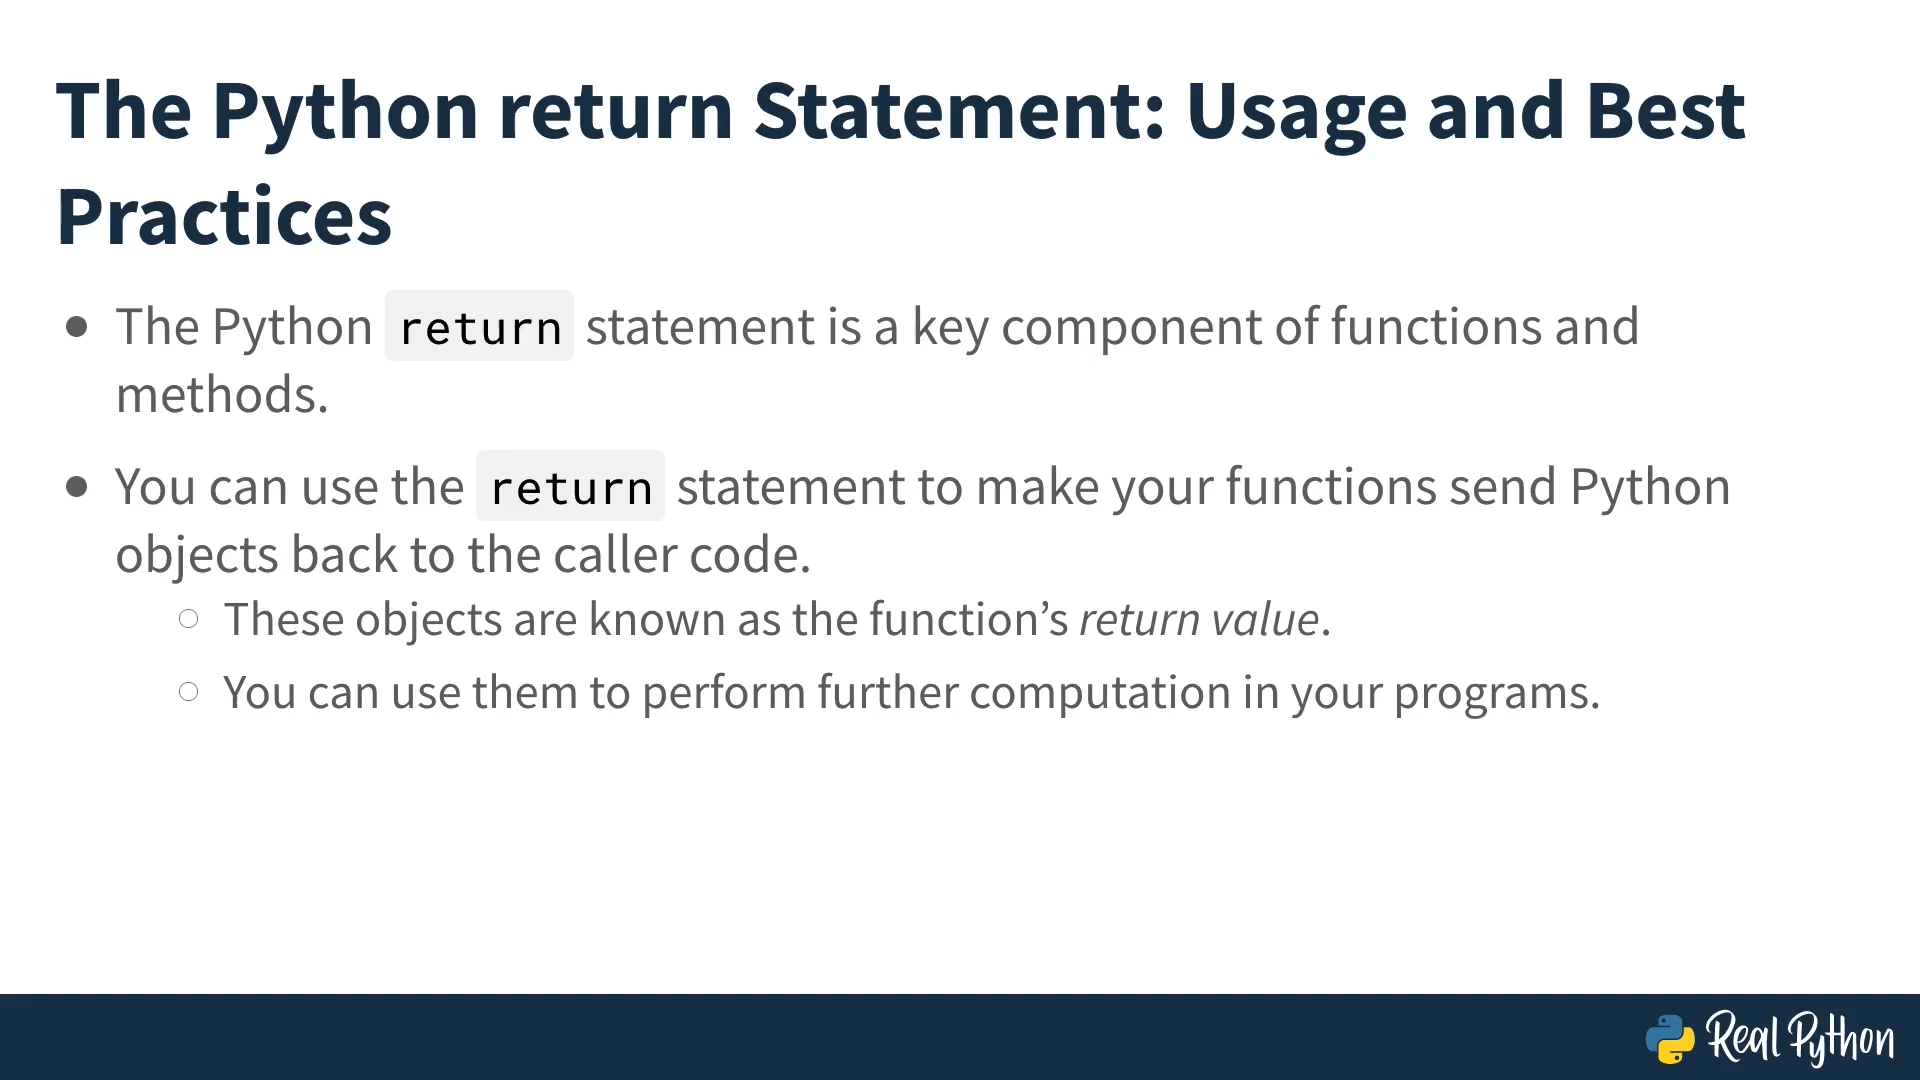 The Python return Statement: Usage and Best
Practices
● The Python return statement is a key component of functions and
methods.
● You can use the return statement to make your functions send Python
objects back to the caller code.
○ These objects are known as the function’s return value.
○ You can use them to perform further computation in your programs.
Real Python